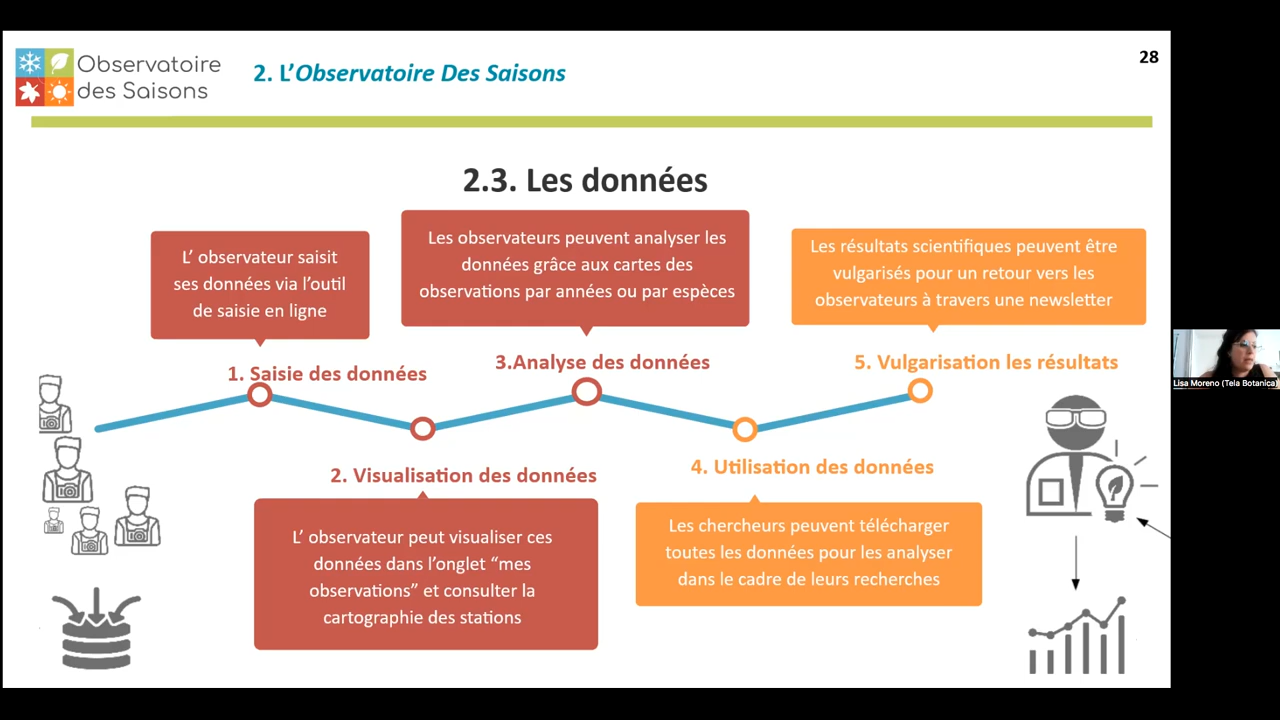 Observatoire
des Saisons
2. L’Observatoire Des Saisons
28
2.3. Les données
L’ observateur saisit
ses données via l’outil
de saisie en ligne
1. Saisie des données
L’ observateur peut visualiser ces
données dans l’onglet “mes
observations” et consulter la
cartographie des stations
2. Visualisation des données
Les observateurs peuvent analyser les
données grâce aux cartes des
observations par années ou par espèces
3.Analyse des données
4. Utilisation des données
Les chercheurs peuvent télécharger
toutes les données pour les analyser
dans le cadre de leurs recherches
Les résultats scientifiques peuvent être
vulgarisés pour un retour vers les
observateurs à travers une newsletter
5. Vulgarisation les résultats
Lisa Moreno (Tela Botanica)